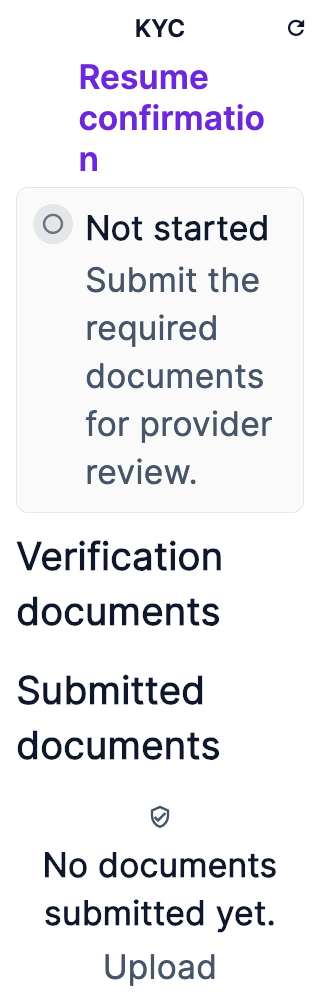 KYC
Resume
confirmatio
n
Not started
Submit the
required
documents
for provider
review.
Verification
documents
Submitted
documents
No documents
submitted yet.
Upload